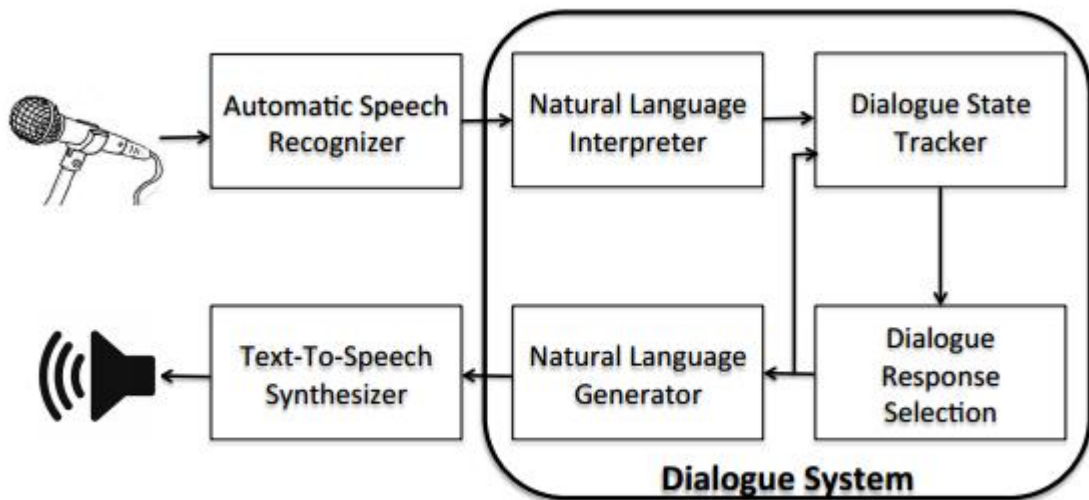 Automatic Speech
Recognizer
Natural Language
Interpreter
Dialogue State
Tracker
Text-To-Speech
Synthesizer
Natural Language
Generator
Dialogue
Response
Selection
Dialogue System